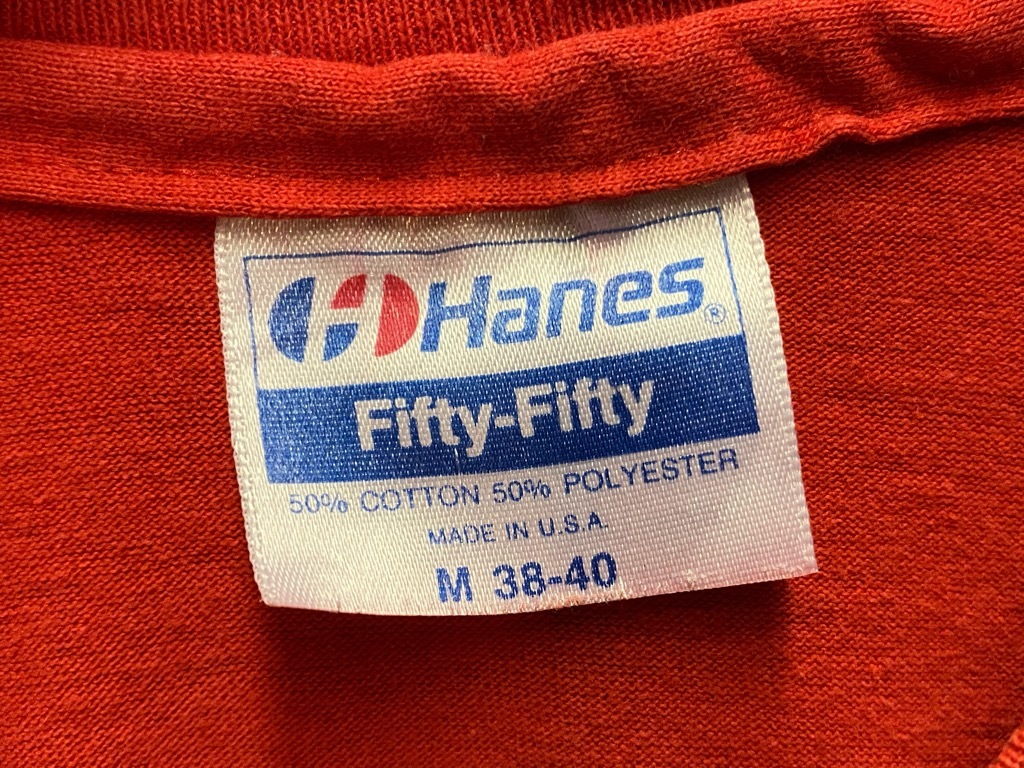 Hanes®
Fifty-Fifty
50% COTTON 50% POLYESTER
MADE IN U.S.A.
M 38-40